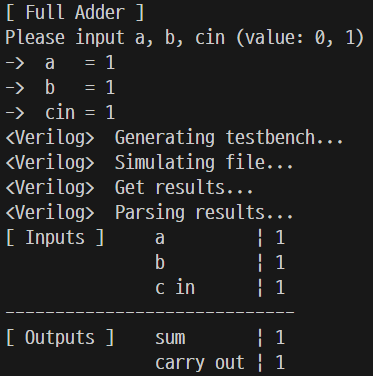 [ Full Adder ]
Please input a, b, cin (value: 0, 1)
->  a   = 1
->  b   = 1
->  cin = 1
<Verilog>  Generating testbench...
<Verilog>  Simulating file...
<Verilog>  Get results...
<Verilog>  Parsing results...
[ Inputs ]     a         ¦ 1
               b         ¦ 1
               c in      ¦ 1
-----------------------------
[ Outputs ]    sum       ¦ 1
               carry out ¦ 1